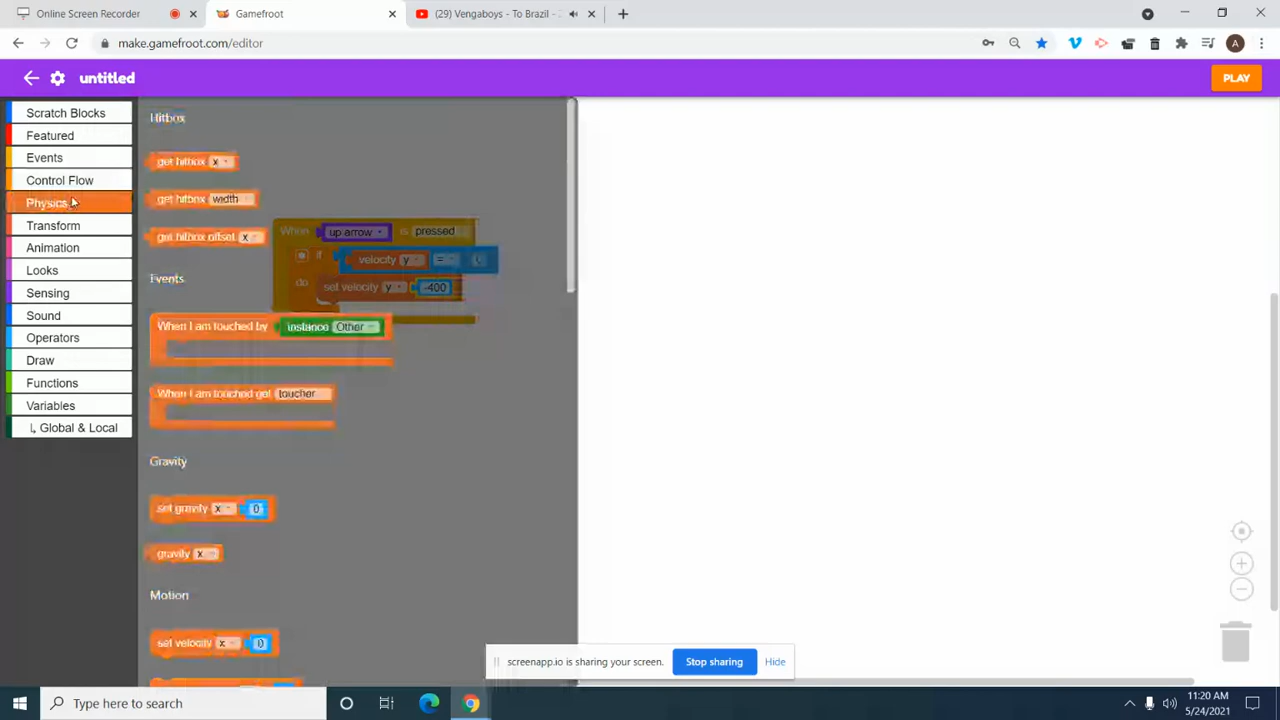 Online Screen Recorder
Gamefroot
(29) Vengaboys - To Brazil -
make.gamefroot.com/editor
A
untitled
PLAY
Scratch Blocks
Featured
Events
Control Flow
Physics
Transform
Animation
Looks
Sensing
Sound
Operators
Draw
Functions
Variables
↳ Global & Local
Hitbox
get hitbox x
get hitbox width
get hitbox offset x
When up arrow is pressed
if velocity y =
do set velocity y -400
Events
When I am touched by instance Other
When I am touched get toucher
Gravity
set gravity x 0
gravity x
Motion
set velocity x 0
screenapp.io is sharing your screen.
Stop sharing
Hide
Type here to search
11:20 AM
5/24/2021